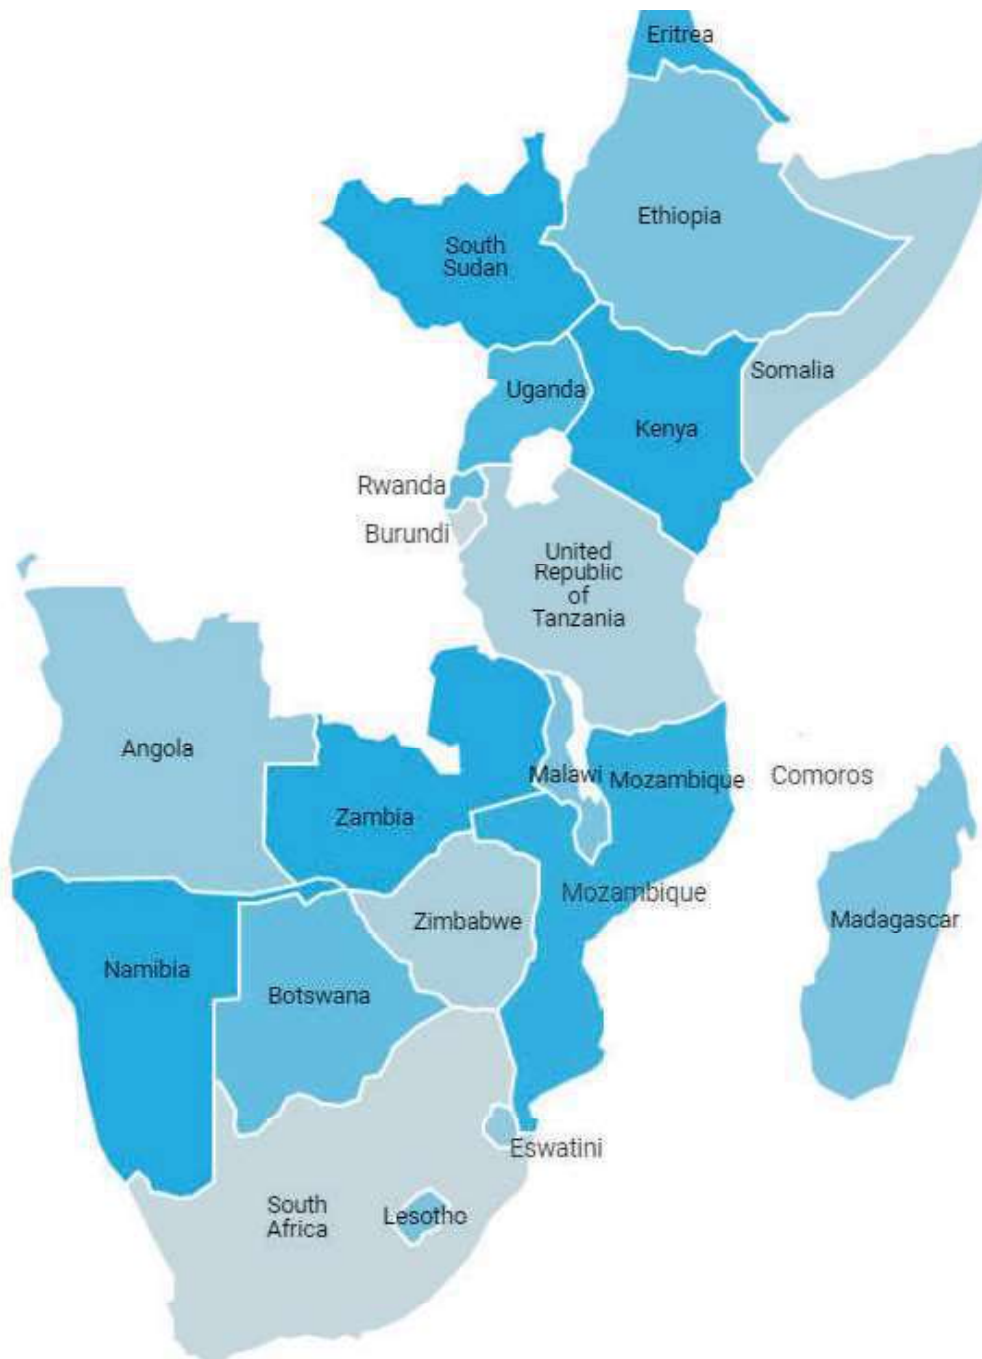 Eritrea
Ethiopia
South
Sudan
Somalia
Uganda
Kenya
Rwanda
Burundi
United
Republic
of
Tanzania
Angola
Malawi
Mozambique
Comoros
Zambia
Mozambique
Zimbabwe
Madagascar
Namibia
Botswana
Eswatini
South
Africa
Lesotho